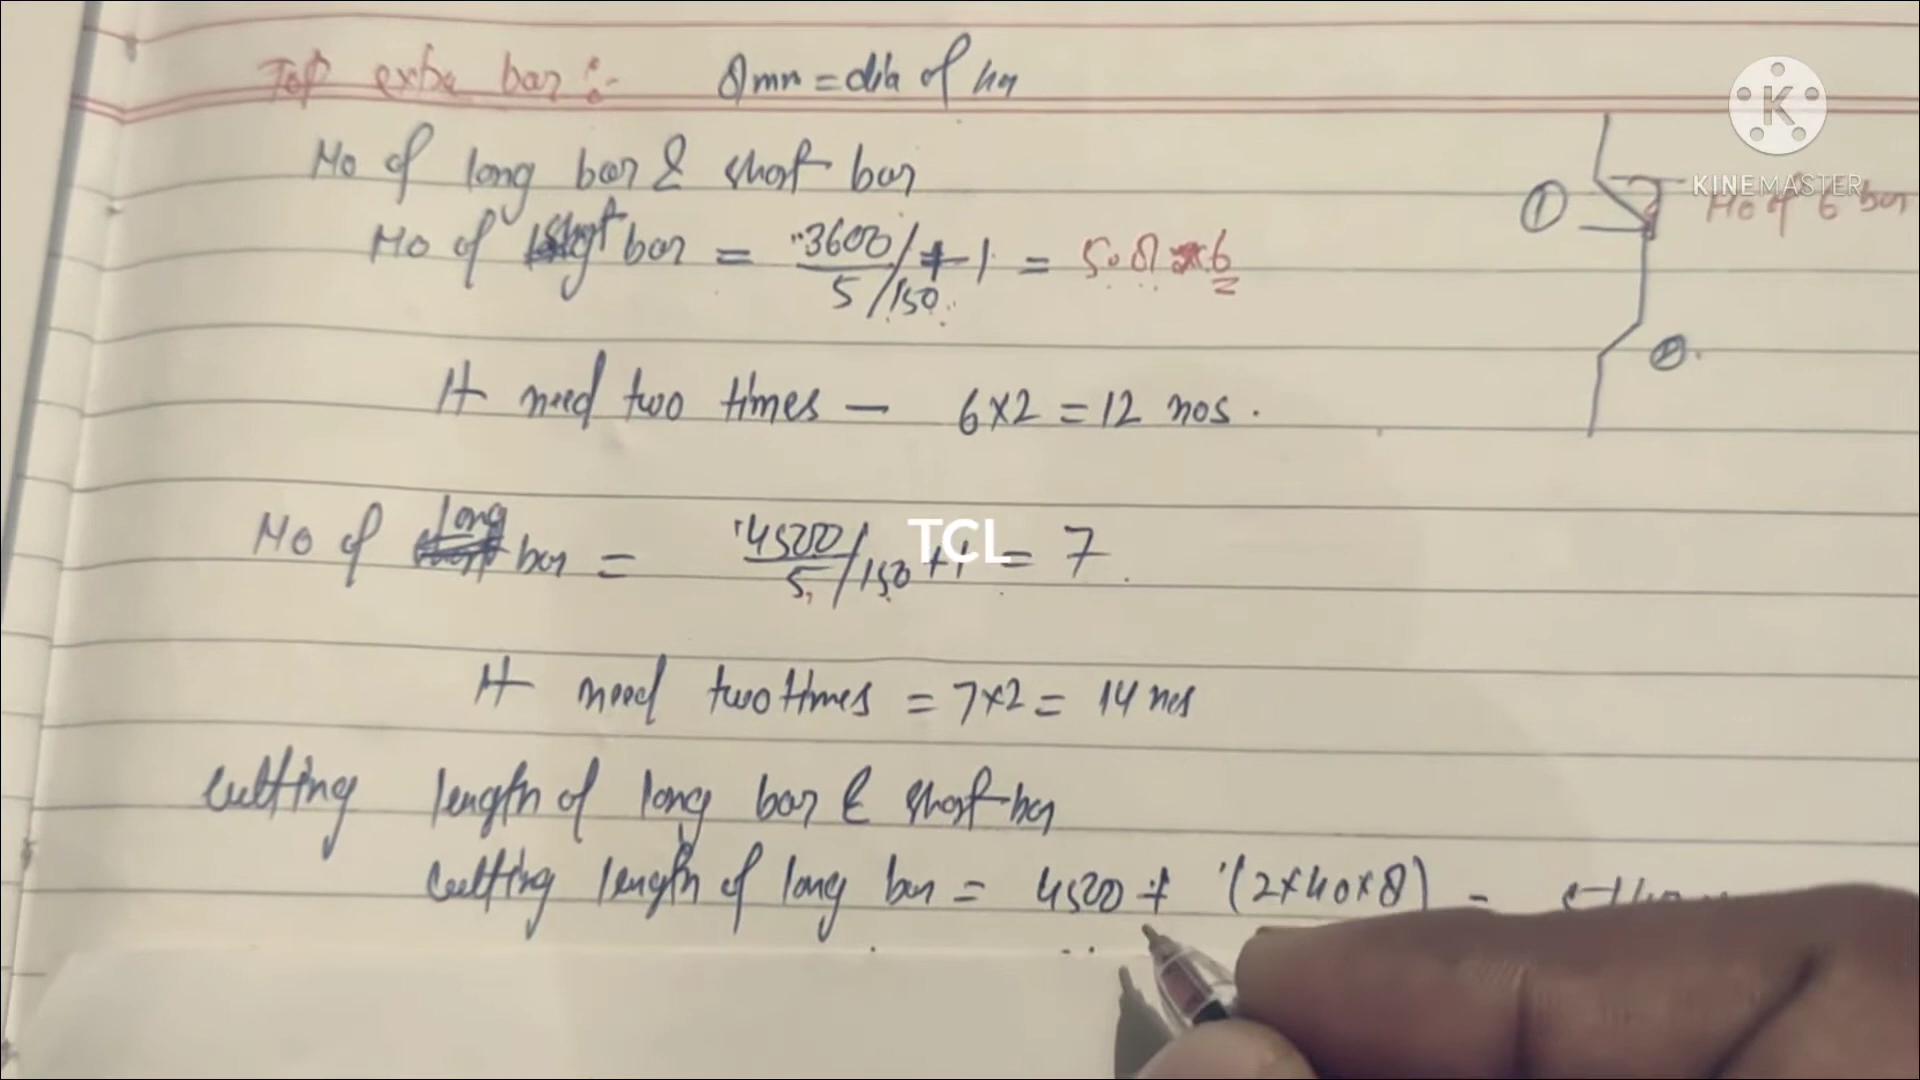 Top extra bar :- 8mm = dia of bar
No of long bar & short bar
No of short bar = 3600/5/150 + 1 = 5.8 ≈ 6
It need two times - 6×2 = 12 nos.
No of long bar = 4500/5/150 + 1 = 7
It need two times = 7×2 = 14 nos
Cutting length of long bar & short bar
Cutting length of long bar = 4500 + (2×40×8) =
① No of 6 bar
②
K
KINEMASTER
TCL